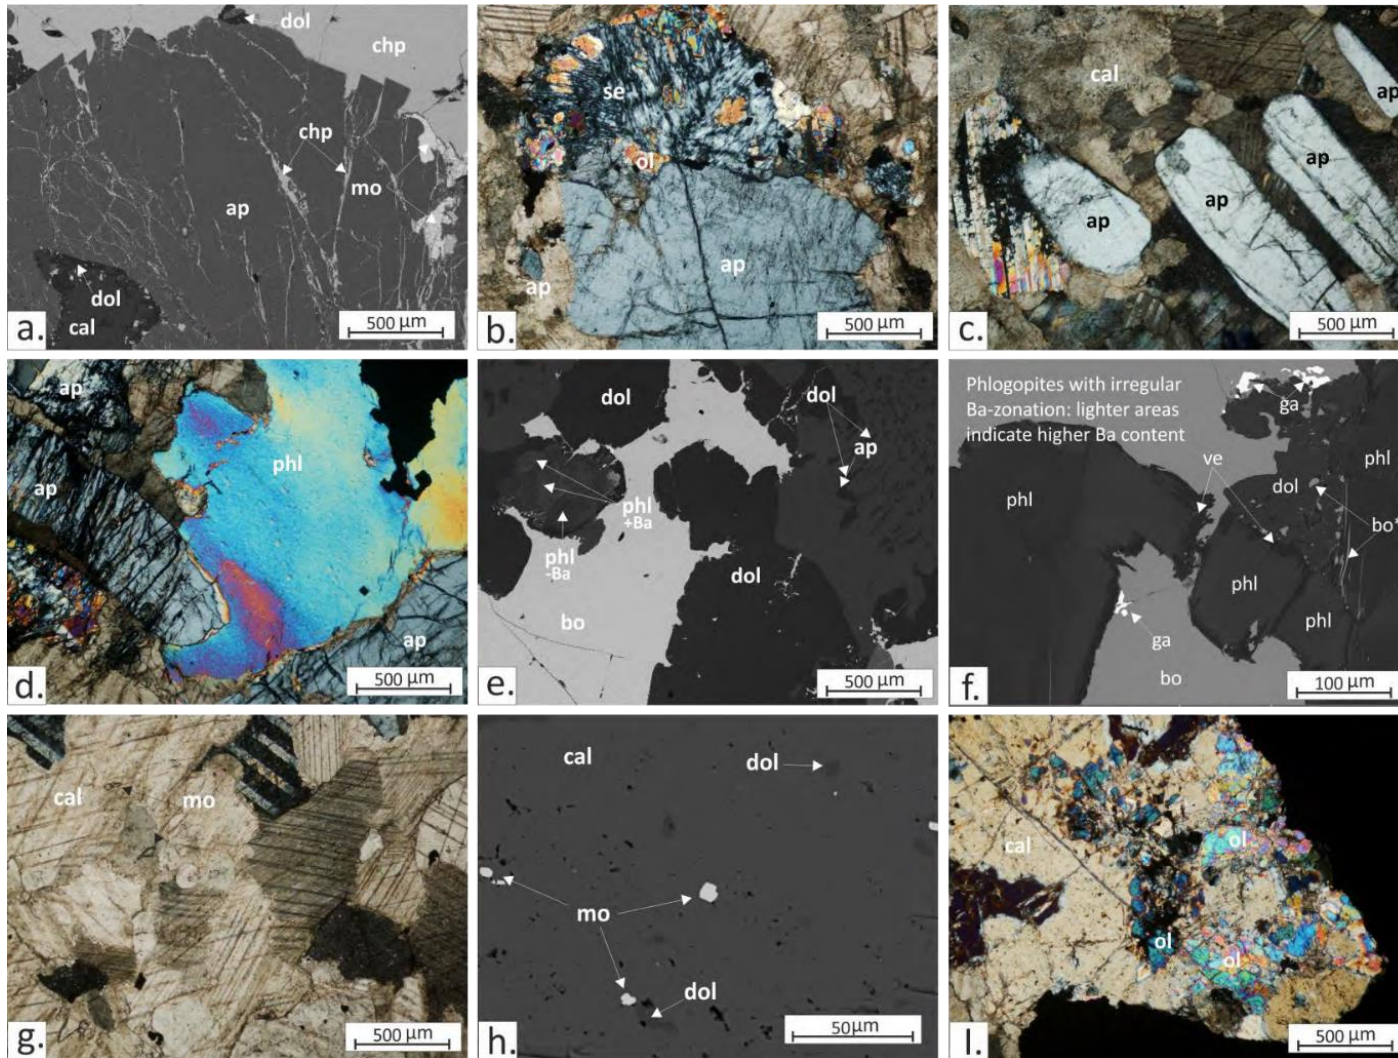 dol
chp
chp
mo
ap
dol
cal
a.
500 μm
se
ol
ap
ap
b.
500 μm
cal
ap
ap
ap
ap
c.
500 μm
ap
phl
ap
ap
d.
500 μm
dol
dol
ap
phl
+Ba
phl
-Ba
dol
bo
e.
500 μm
Phlogopites with irregular
Ba-zonation: lighter areas
indicate higher Ba content
ga
ve
phl
dol
phl
bo
phl
phl
ga
bo
f.
100 μm
cal
mo
g.
500 μm
cal
dol
mo
dol
h.
50μm
cal
ol
ol
ol
I.
500 μm